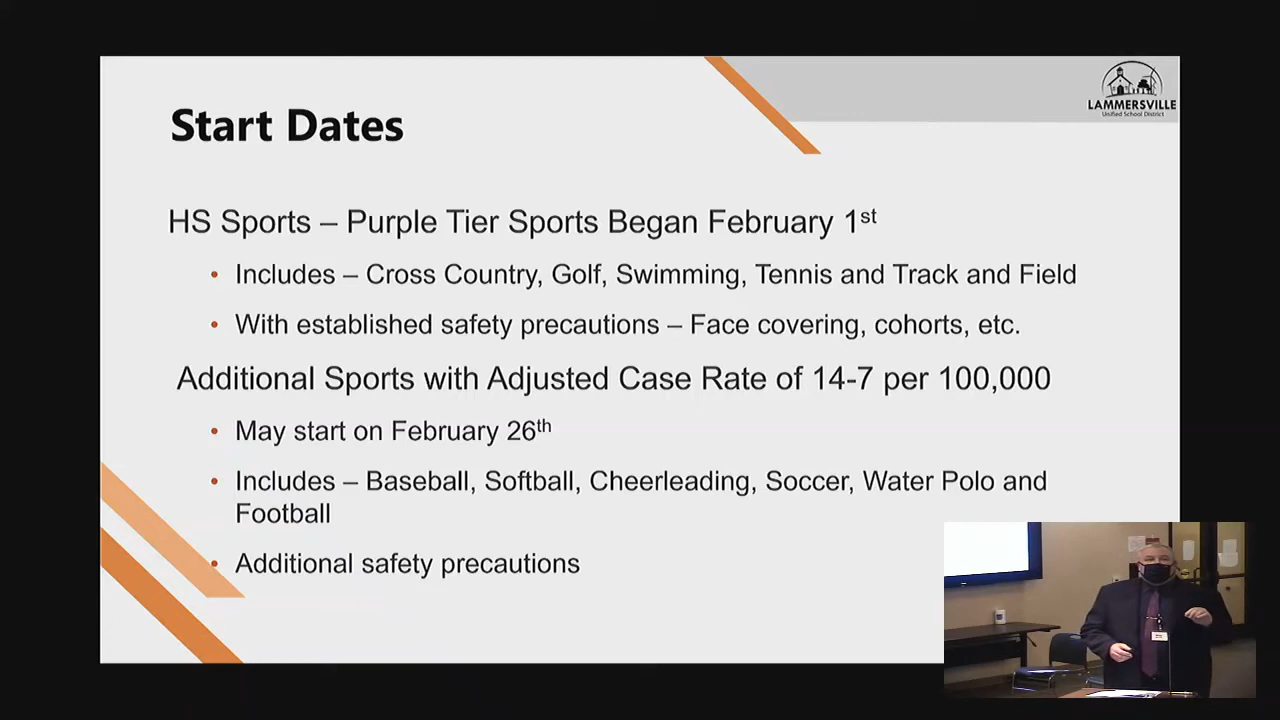 LAMMERSVILLE
Unified School District
Start Dates
HS Sports – Purple Tier Sports Began February 1st
• Includes – Cross Country, Golf, Swimming, Tennis and Track and Field
• With established safety precautions – Face covering, cohorts, etc.
Additional Sports with Adjusted Case Rate of 14-7 per 100,000
• May start on February 26th
• Includes – Baseball, Softball, Cheerleading, Soccer, Water Polo and
Football
• Additional safety precautions